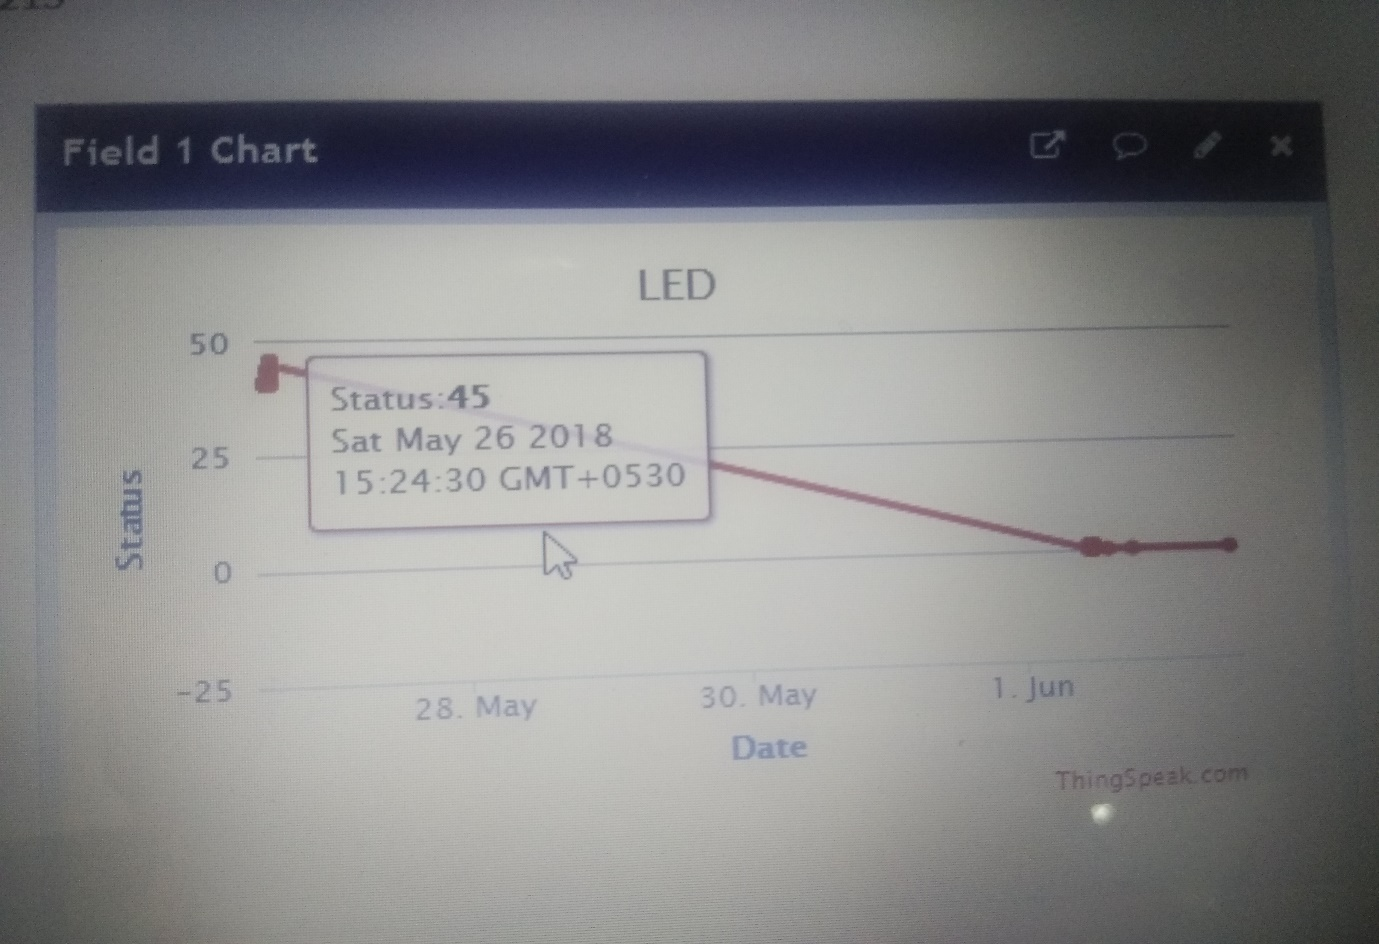 Field 1 Chart
LED
50
25
0
-25
Status
Status:45
Sat May 26 2018
15:24:30 GMT+0530
28. May
30. May
1. Jun
Date
ThingSpeak.com